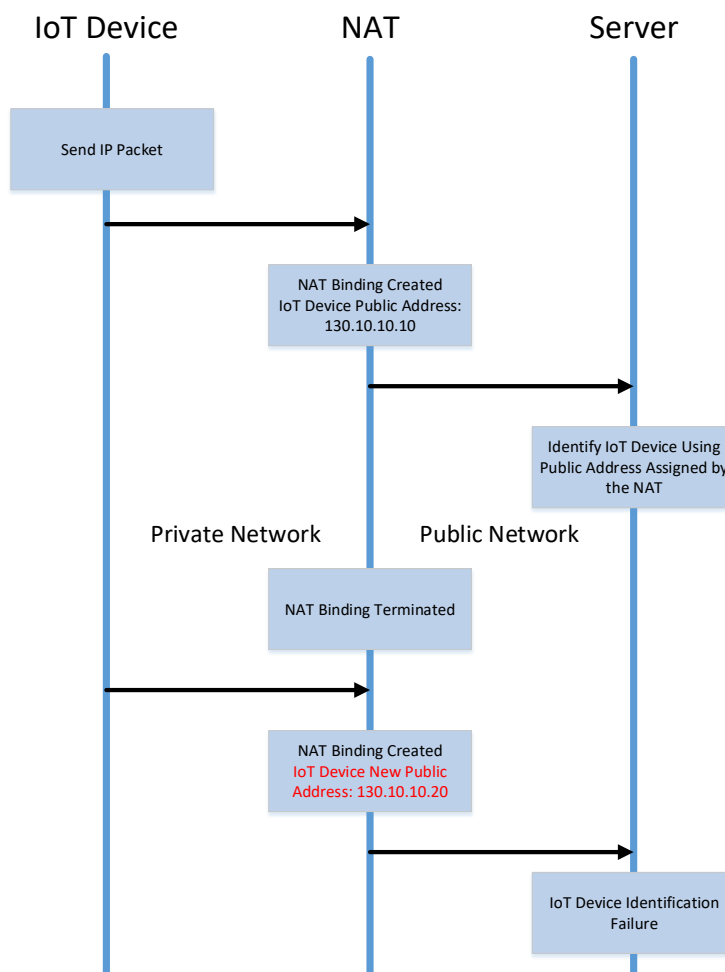 IoT Device
NAT
Server
Send IP Packet
NAT Binding Created
IoT Device Public Address:
130.10.10.10
Identify IoT Device Using
Public Address Assigned by
the NAT
Private Network
Public Network
NAT Binding Terminated
NAT Binding Created
IoT Device New Public
Address: 130.10.10.20
IoT Device Identification
Failure